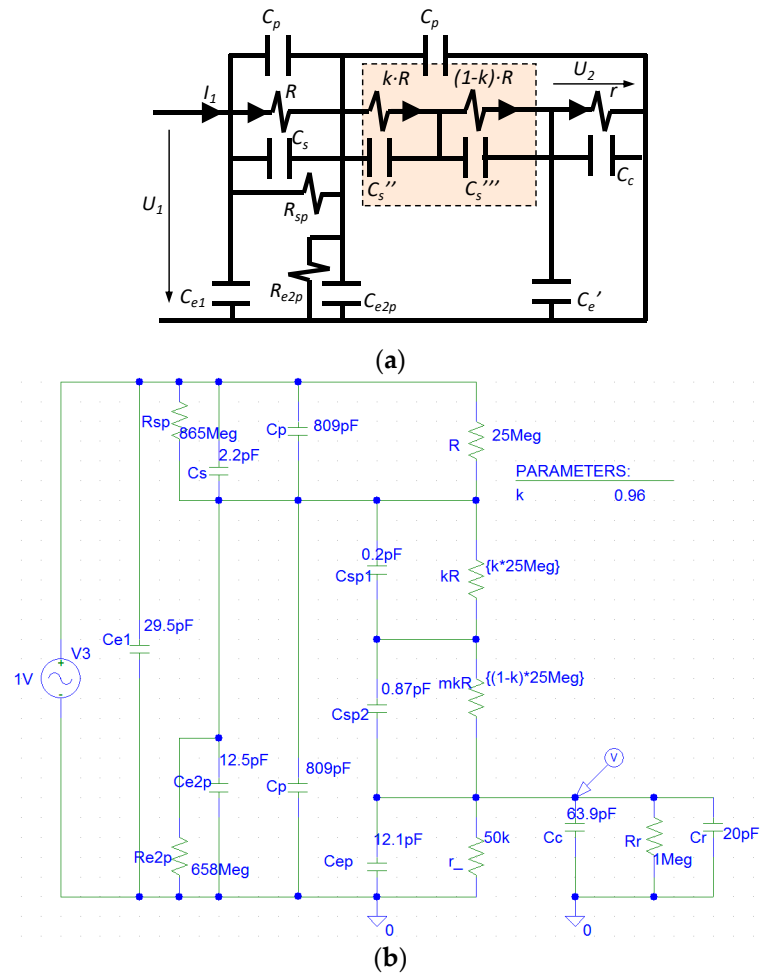 Cp Cp
I1 R k·R (1-k)·R U2 r
Cs Cs'' Cs''' Cc
Rsp
U1
Re2p
Ce1 Ce2p Ce'
(a)
Rsp 865Meg
2.2pF
Cs
Cp 809pF
R 25Meg
PARAMETERS:
k 0.96
0.2pF
Csp1
kR {k*25Meg}
Ce1 29.5pF
V3
1V
0.87pF
Csp2
mkR {(1-k)*25Meg}
12.5pF
Ce2p
Cp 809pF
Re2p 658Meg
12.1pF
Cep
50k
r_
V
63.9pF
Cc
Rr 1Meg
Cr 20pF
0
0
(b)